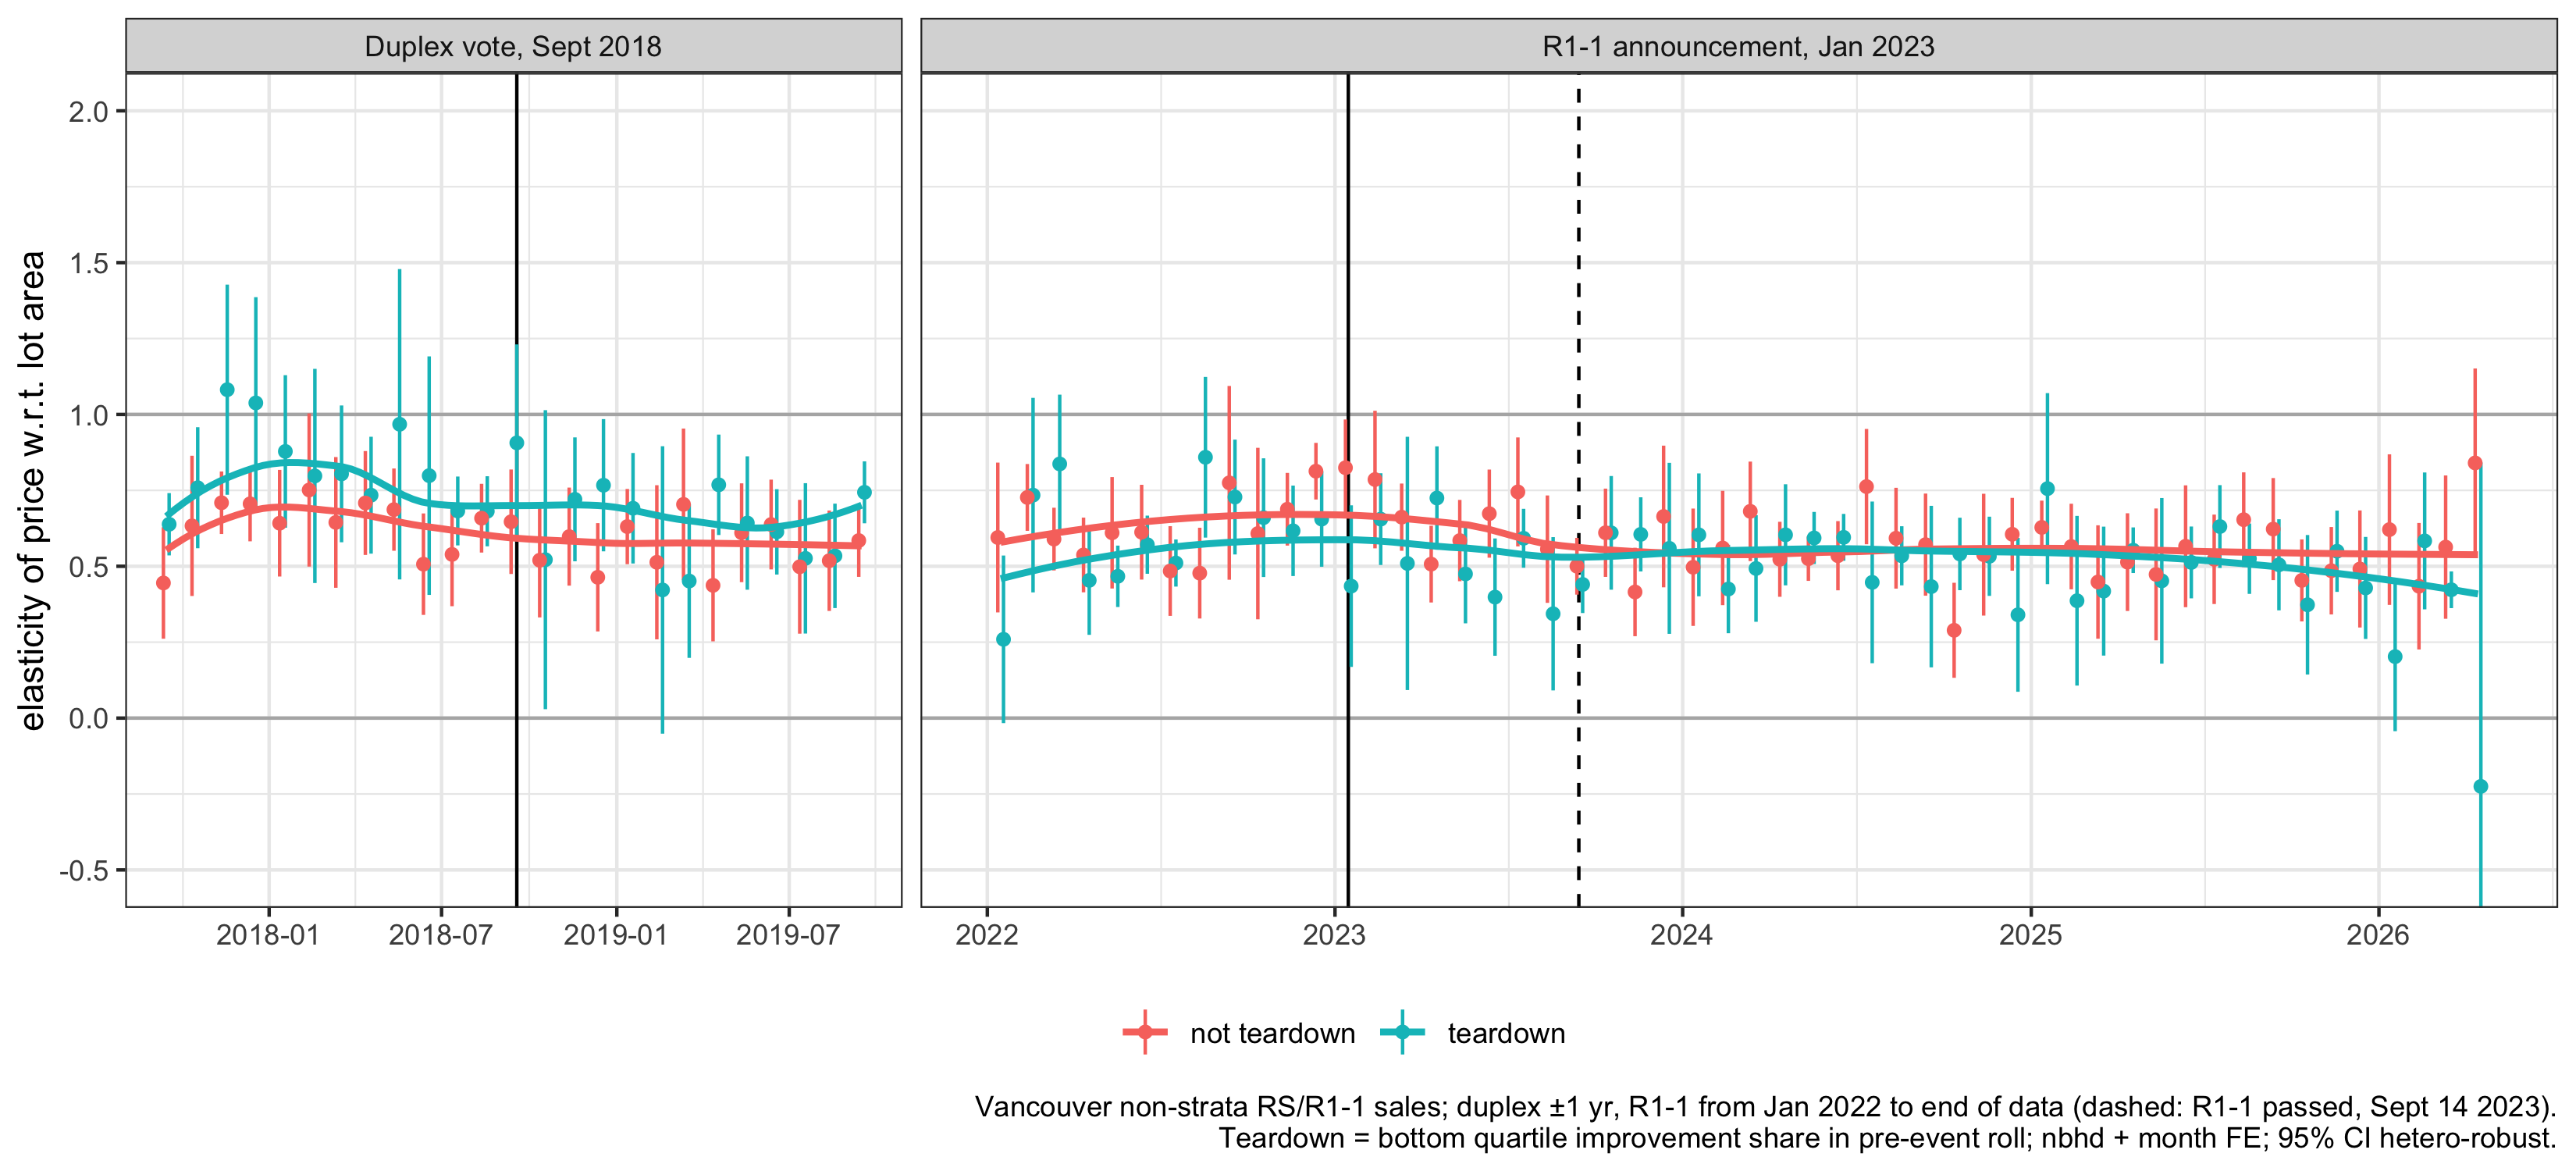 Duplex vote, Sept 2018
R1-1 announcement, Jan 2023
elasticity of price w.r.t. lot area
2.0
1.5
1.0
0.5
0.0
-0.5
2018-01 2018-07 2019-01 2019-07 2022 2023 2024 2025 2026
not teardown teardown
Vancouver non-strata RS/R1-1 sales; duplex ±1 yr, R1-1 from Jan 2022 to end of data (dashed: R1-1 passed, Sept 14 2023).
Teardown = bottom quartile improvement share in pre-event roll; nbhd + month FE; 95% CI hetero-robust.